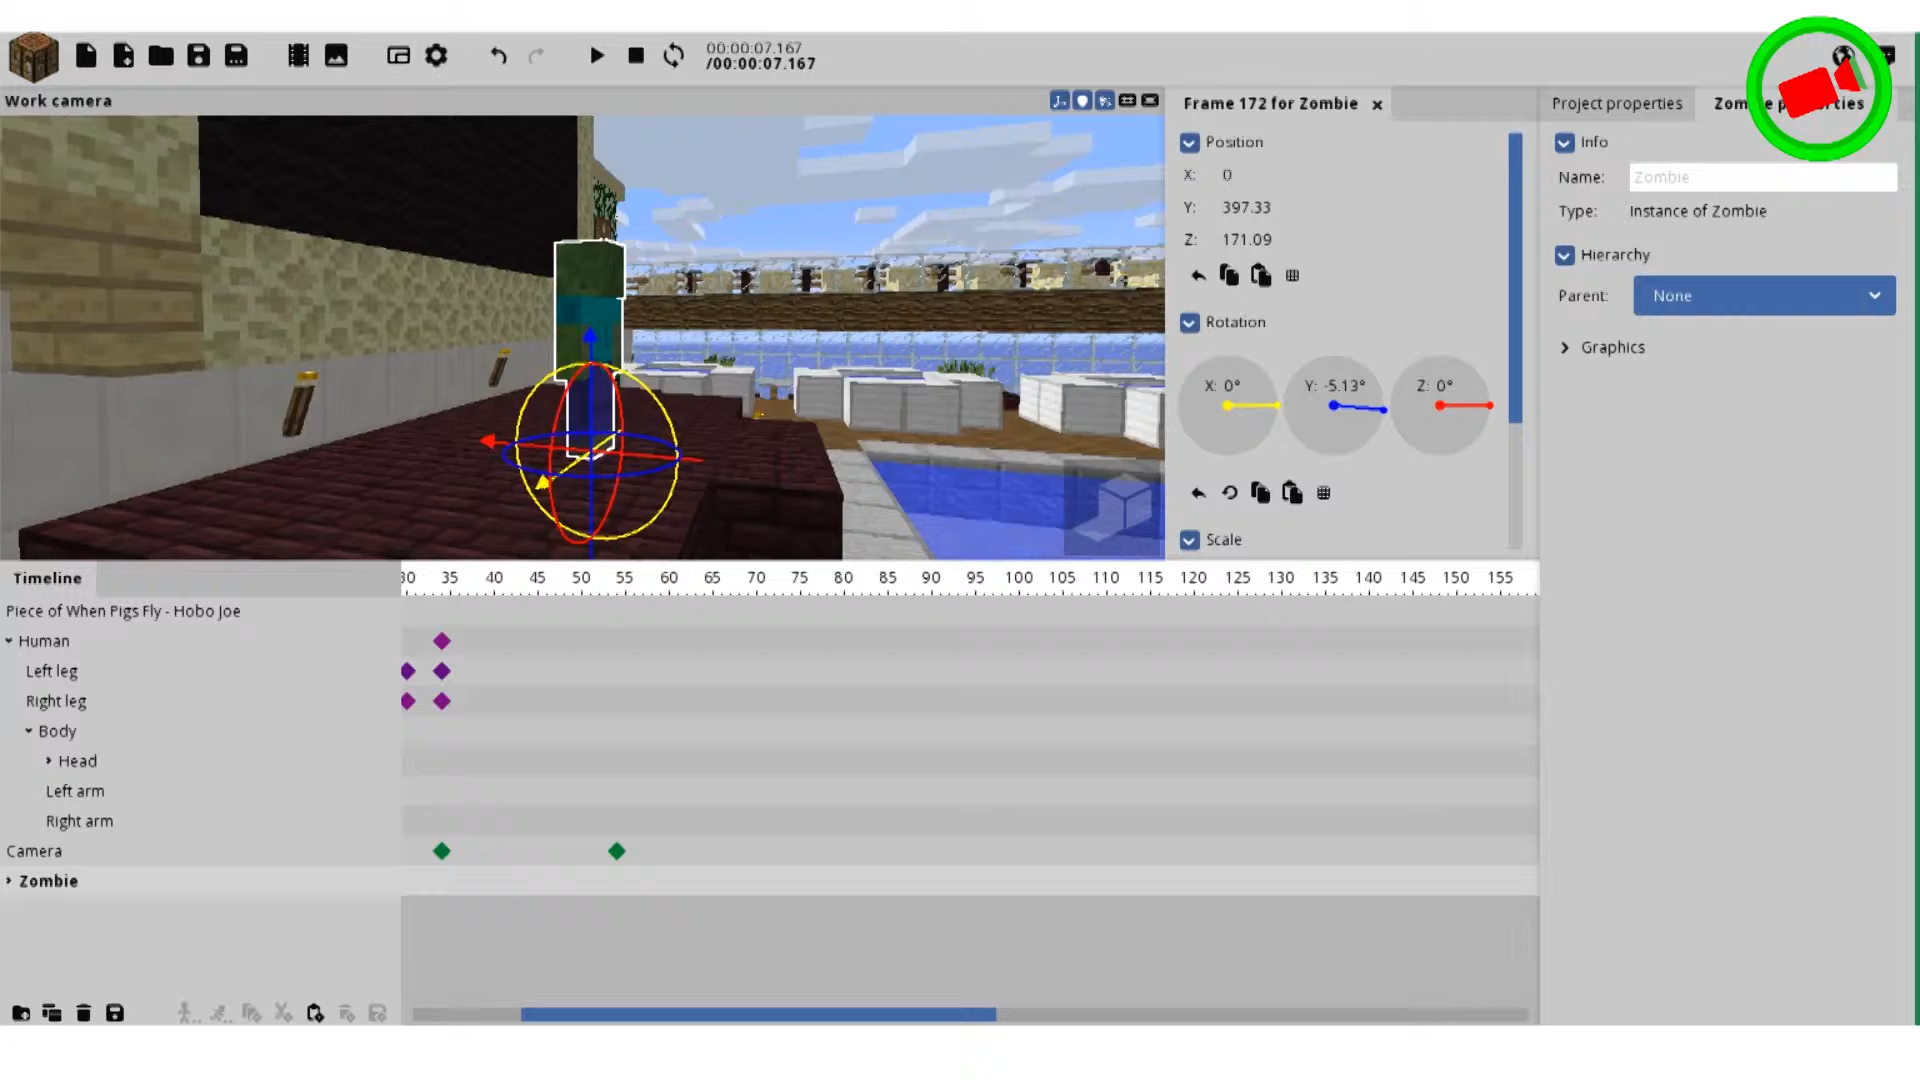 00:00:07.167
/00:00:07.167
Work camera
Frame 172 for Zombie
Position
X: 0
Y: 397.33
Z: 171.09
Rotation
X: 0° Y: -5.13° Z: 0°
Scale
Project properties
Info
Name: Zombie
Type: Instance of Zombie
Hierarchy
Parent: None
Graphics
Timeline
30 35 40 45 50 55 60 65 70 75 80 85 90 95 100 105 110 115 120 125 130 135 140 145 150 155
Piece of When Pigs Fly - Hobo Joe
Human
Left leg
Right leg
Body
Head
Left arm
Right arm
Camera
Zombie